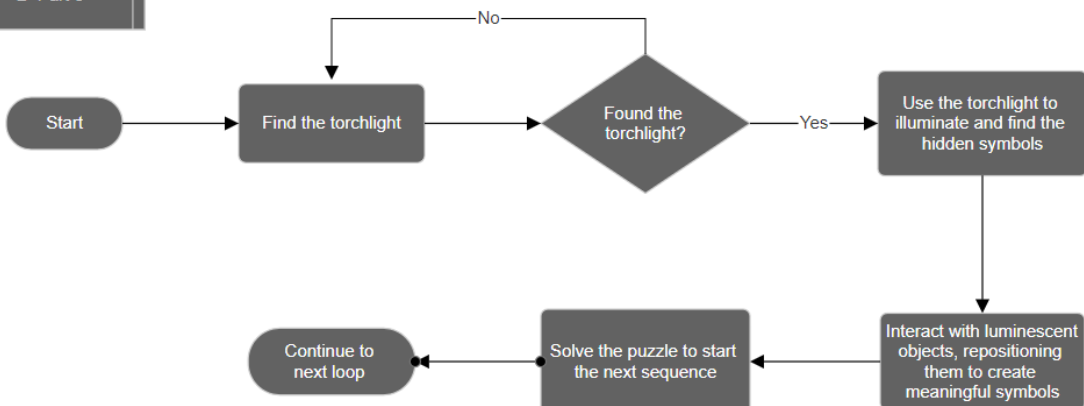 No
Start
Find the torchlight
Found the
torchlight?
Yes
Use the torchlight to
illuminate and find the
hidden symbols
Interact with luminescent
objects, repositioning
them to create
meaningful symbols
Solve the puzzle to start
the next sequence
Continue to
next loop